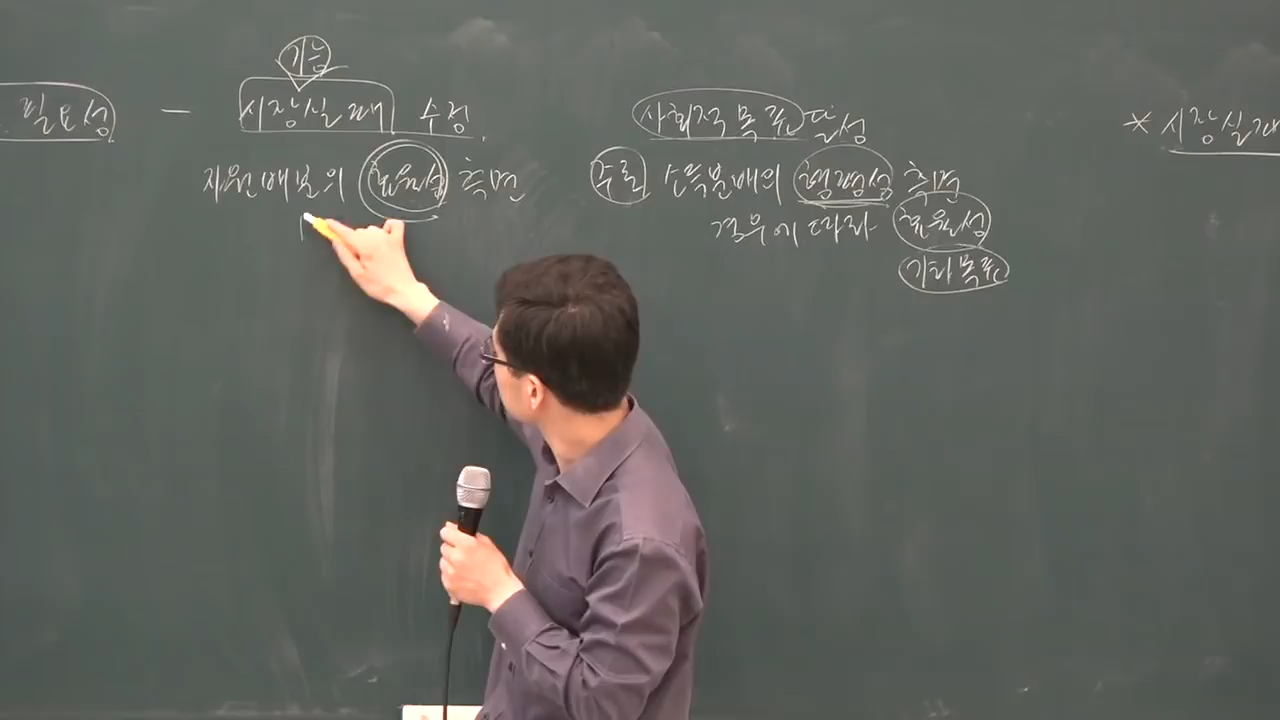 필요성 - 시장실패 수정
기능
자원배분의 효율성 측면
사회적 목표 달성
주로 소득분배의 형평성 측면
경우에 따라 효율성
기타목표
* 시장실패